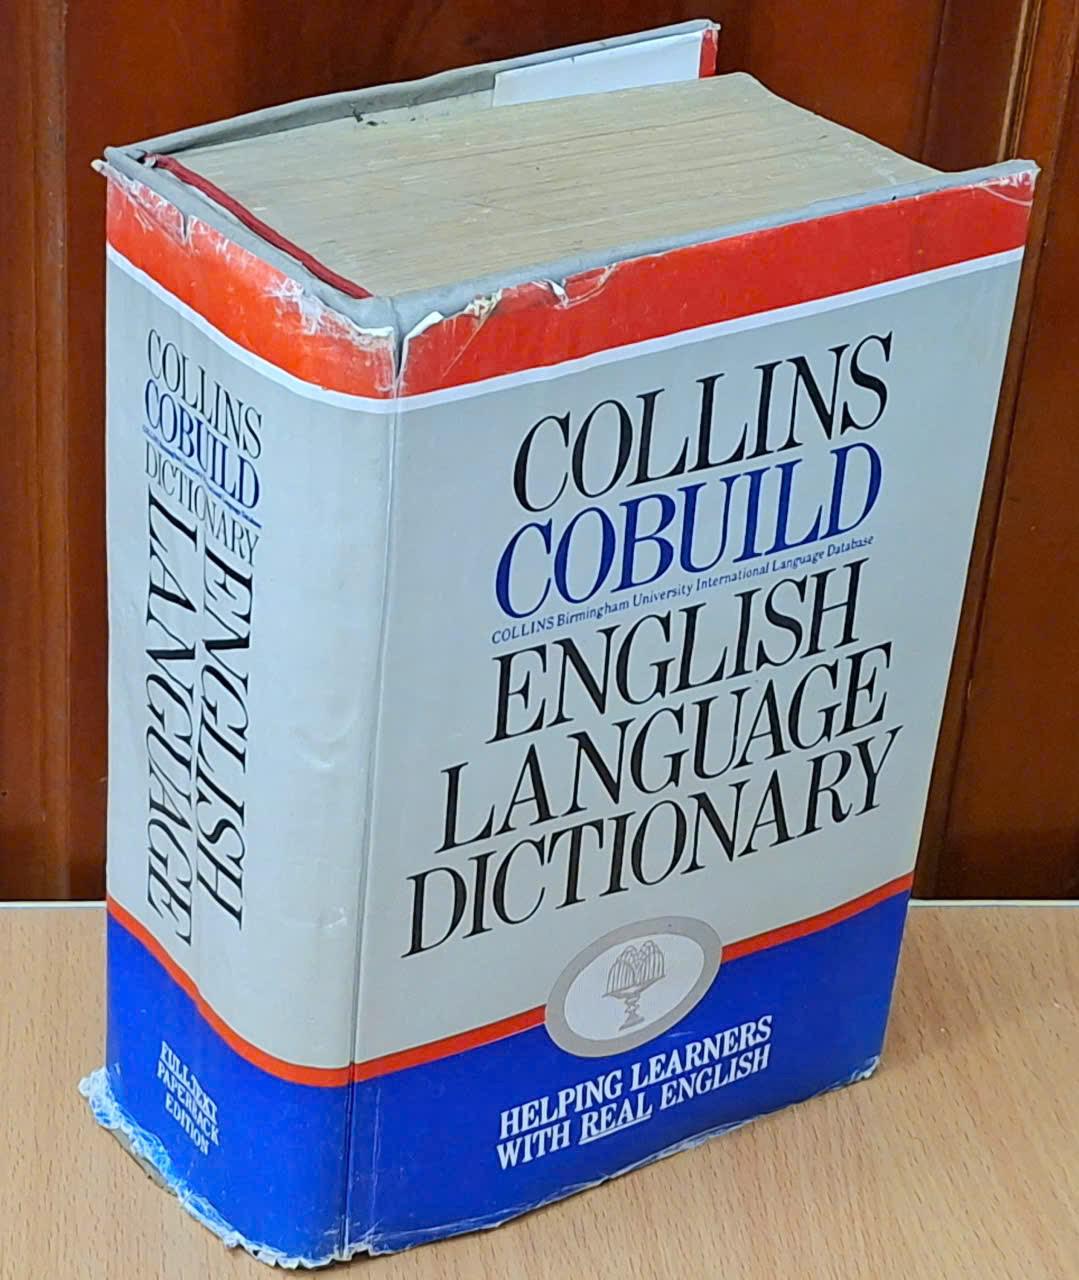 COLLINS
COBUILD
DICTIONARY
ENGLISH
LANGUAGE
FULL TEXT
PAPERBACK
EDITION
COLLINS
COBUILD
COLLINS Birmingham University International Language Database
ENGLISH
LANGUAGE
DICTIONARY
HELPING LEARNERS
WITH REAL ENGLISH